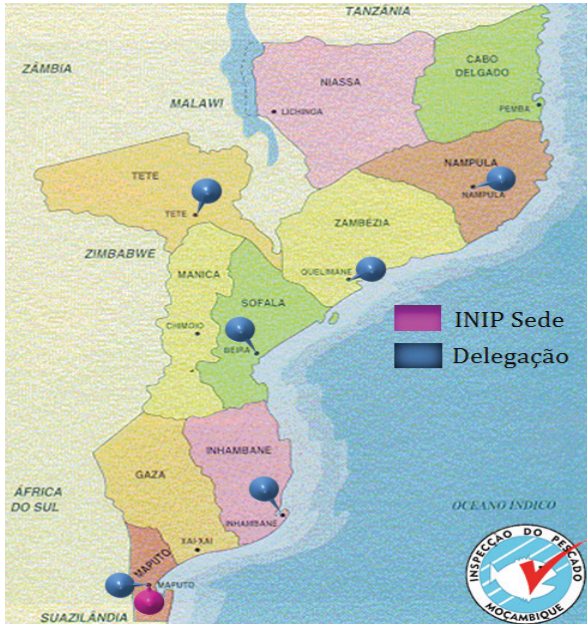 TANZÂNIA
ZÂMBIA
CABO
DELGADO
NIASSA
MALAWI
LICHINGA
PEMBA
NAMPULA
NAMPULA
TETE
TETE
ZAMBÉZIA
ZIMBABWE
MANICA
QUELIMANE
SOFALA
CHIMOIO
BEIRA
INIP Sede
Delegação
INHAMBANE
GAZA
ÁFRICA
DO SUL
OCEANO INDICO
INHAMBANE
XAI-XAI
MAPUTO
MAPUTO
SUAZILÂNDIA
INSPECÇÃO DO PESCADO
MOÇAMBIQUE